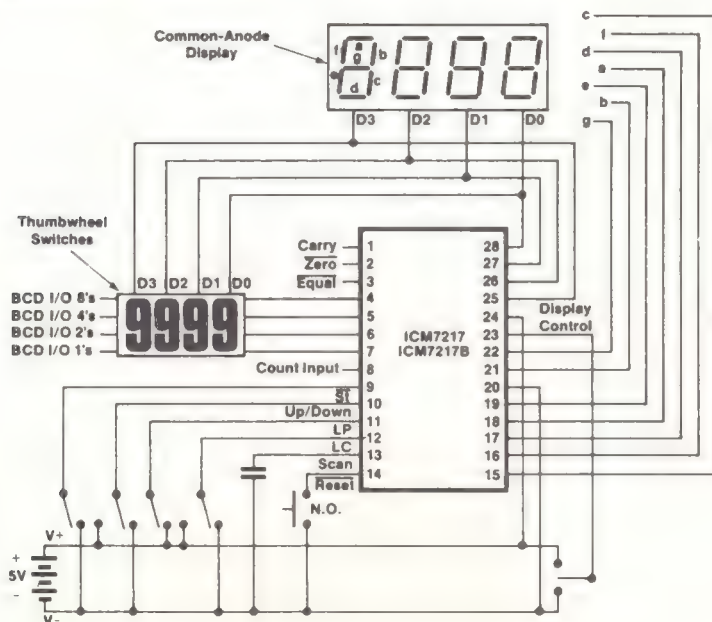 Common-Anode
Display
f a b
g
e d c
D3 D2 D1 D0
c
f
d
a
e
b
g
Thumbwheel
Switches
D3 D2 D1 D0
9999
BCD I/O 8's
BCD I/O 4's
BCD I/O 2's
BCD I/O 1's
Carry
Zero
Equal
Count Input
St
Up/Down
LP
LC
Scan
Reset
1
2
3
4
5
6
7
8
9
10
11
12
13
14
ICM7217
ICM7217B
28
27
26
25
24
23
22
21
20
19
18
17
16
15
Display
Control
N.O.
V+
+
5V
-
V-